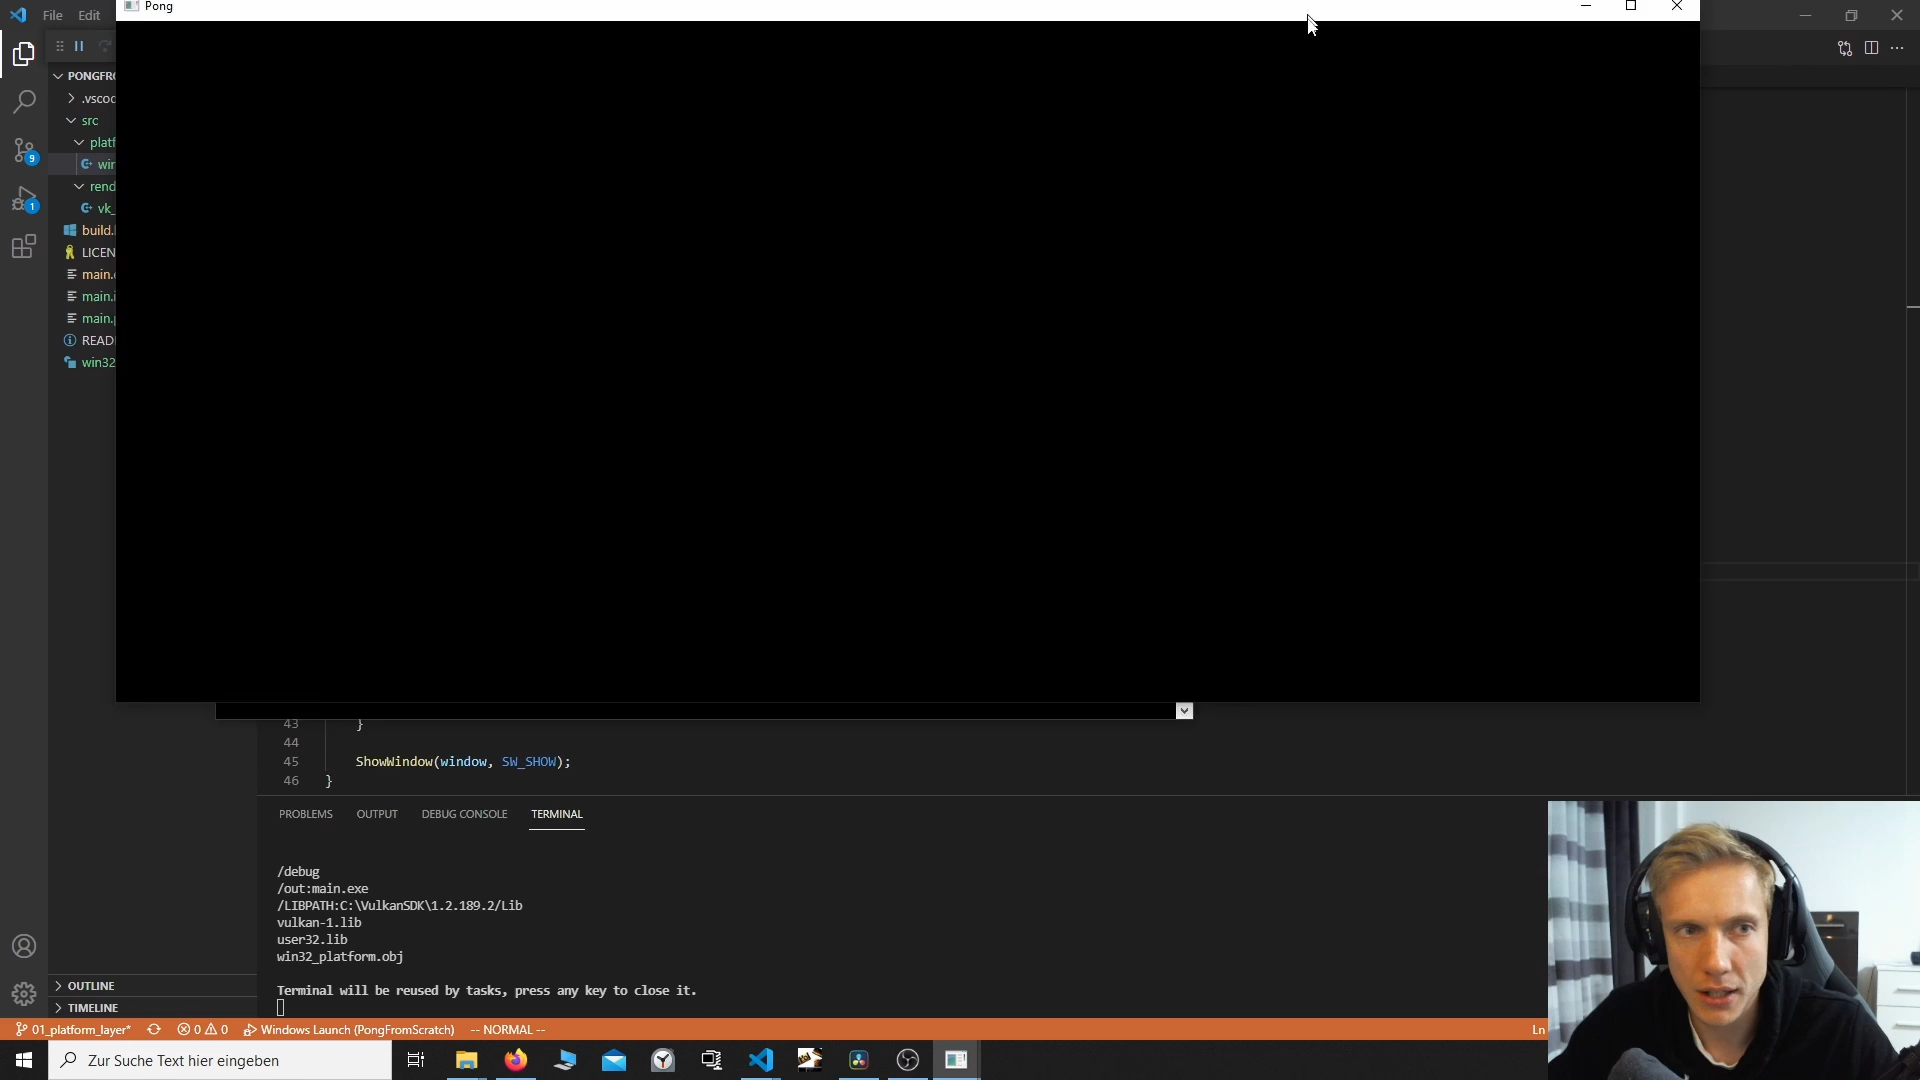 File Edit
Pong
PONGFR
.vscod
src
platf
wir
rend
vk_
build.
LICEN
main.
main.i
main.p
READ
win32
9
1
43 }
44
45 ShowWindow(window, SW_SHOW);
46 }
PROBLEMS OUTPUT DEBUG CONSOLE TERMINAL
/debug
/out:main.exe
/LIBPATH:C:\VulkanSDK\1.2.189.2/Lib
vulkan-1.lib
user32.lib
win32_platform.obj
Terminal will be reused by tasks, press any key to close it.
OUTLINE
TIMELINE
01_platform_layer* 0 0 Windows Launch (PongFromScratch) -- NORMAL -- Ln
Zur Suche Text hier eingeben